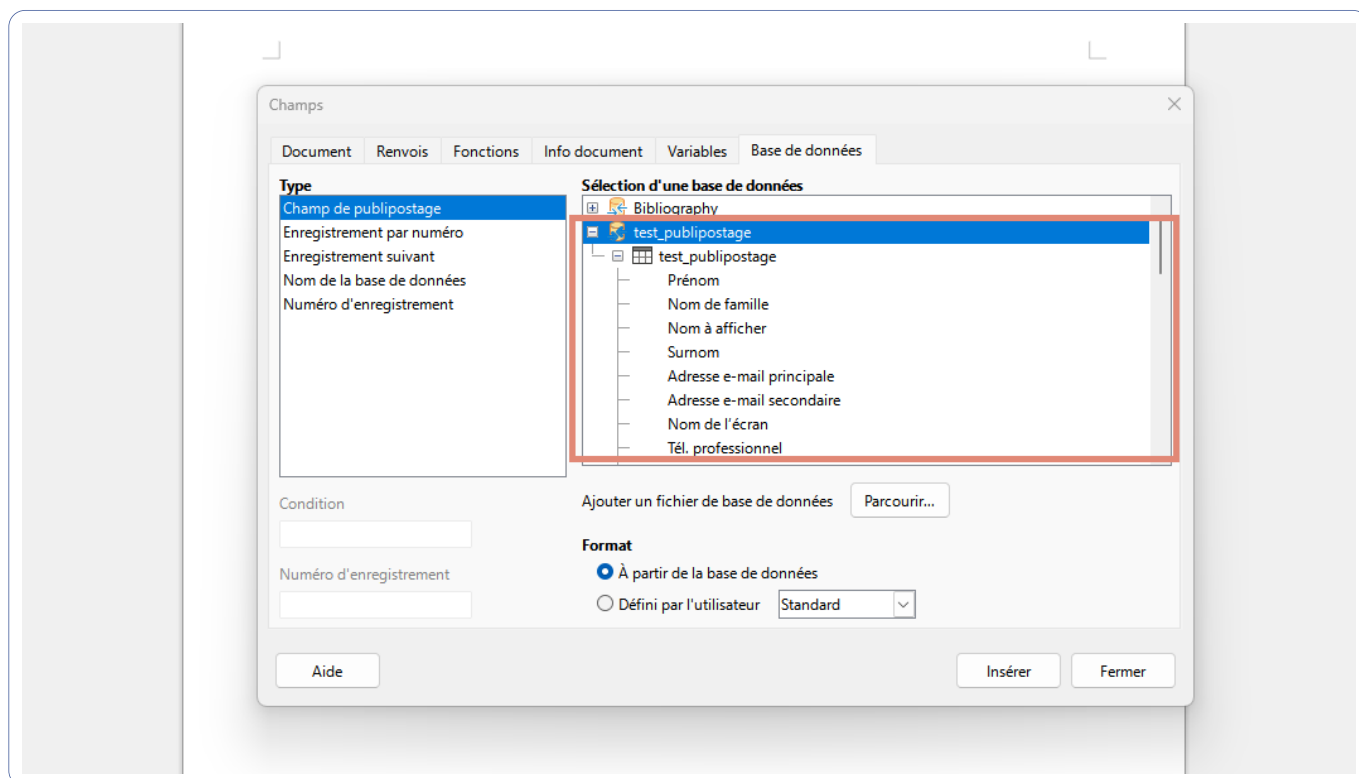 Champs
Document Renvois Fonctions Info document Variables Base de données
Type
Champ de publipostage
Enregistrement par numéro
Enregistrement suivant
Nom de la base de données
Numéro d'enregistrement
Condition
Numéro d'enregistrement
Sélection d'une base de données
Bibliography
test_publipostage
test_publipostage
Prénom
Nom de famille
Nom à afficher
Surnom
Adresse e-mail principale
Adresse e-mail secondaire
Nom de l'écran
Tél. professionnel
Ajouter un fichier de base de données Parcourir...
Format
À partir de la base de données
Défini par l'utilisateur Standard
Aide Insérer Fermer